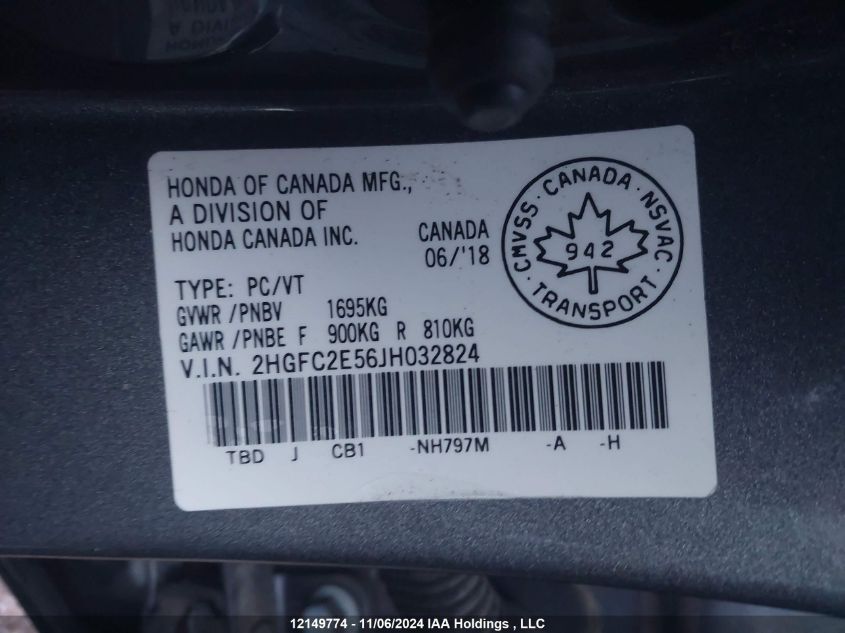 HONDA OF CANADA MFG.,
A DIVISION OF
HONDA CANADA INC.
CANADA
06/'18
TYPE: PC/VT
GVWR /PNBV 1695KG
GAWR /PNBE F 900KG R 810KG
V.I.N. 2HGFC2E56JH032824
TBD J CB1 -NH797M -A -H
CMVSS · CANADA · NSVAC · TRANSPORT ·
942
12149774 - 11/06/2024 IAA Holdings , LLC